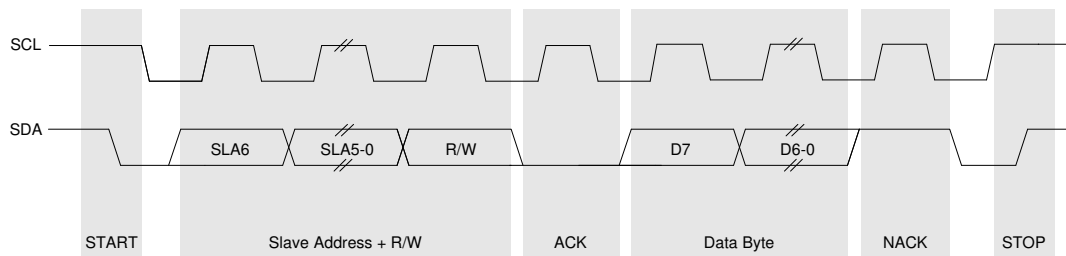 SCL
SDA
SLA6 SLA5-0 R/W D7 D6-0
START Slave Address + R/W ACK Data Byte NACK STOP